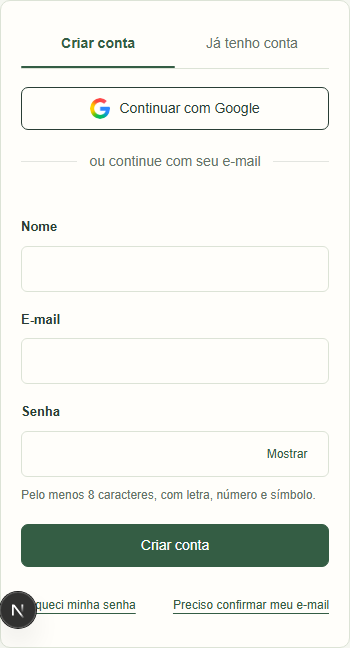 Criar conta
Já tenho conta
Continuar com Google
ou continue com seu e-mail
Nome
E-mail
Senha
Mostrar
Pelo menos 8 caracteres, com letra, número e símbolo.
Criar conta
N
queci minha senha
Preciso confirmar meu e-mail